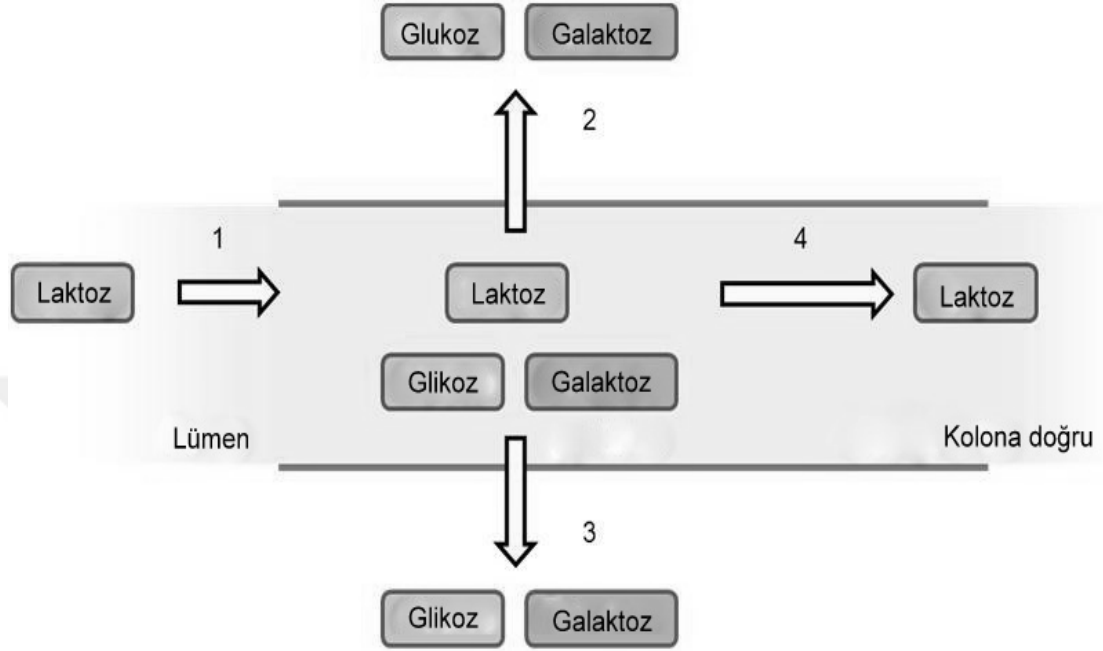 Glukoz Galaktoz
2
1 4
Laktoz Laktoz Laktoz
Glikoz Galaktoz
Lümen Kolona doğru
3
Glikoz Galaktoz